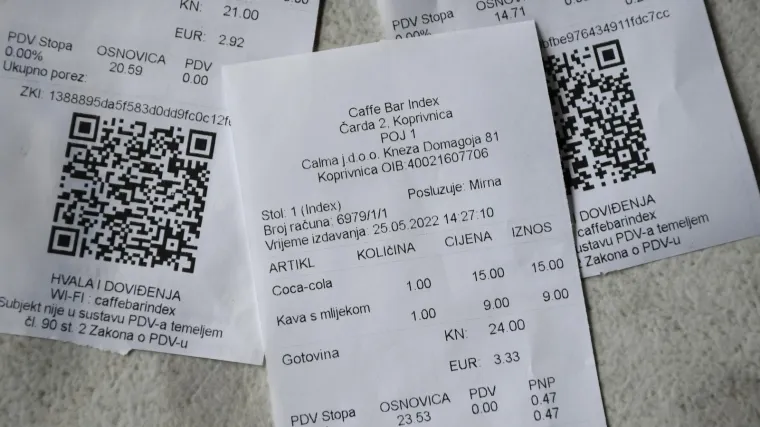 KN: 21.00
EUR: 2.92
PDV Stopa OSNOVICA PDV
0.00% 20.59 0.00
Ukupno porez:
ZKI: 1388895da5f583d0dd9fc0c12f
HVALA I DOVIĐENJA
WI-FI : caffebarindex
Subjekt nije u sustavu PDV-a temeljem
čl. 90 st. 2 Zakona o PDV-u
Caffe Bar Index
Čarda 2, Koprivnica
POJ 1
Calma j.d.o.o. Kneza Domagoja 81
Koprivnica OIB:40021607706
Stol: 1 (Index) Poslužuje: Mirna
Broj računa: 6979/1/1
Vrijeme izdavanja: 25.05.2022 14:27:10
ARTIKL KOLIČINA CIJENA IZNOS
Coca-cola 1.00 15.00 15.00
Kava s mlijekom 1.00 9.00 9.00
KN: 24.00
Gotovina
EUR: 3.33
PDV Stopa OSNOVICA PDV PNP
23.53 0.00 0.47
0.47
PDV Stopa OSNOVICA
0.00% 14.71
bfbe976434911fdc7cc
I DOVIĐENJA
caffebarindex
sustavu PDV-a temeljem
Zakona o PDV-u